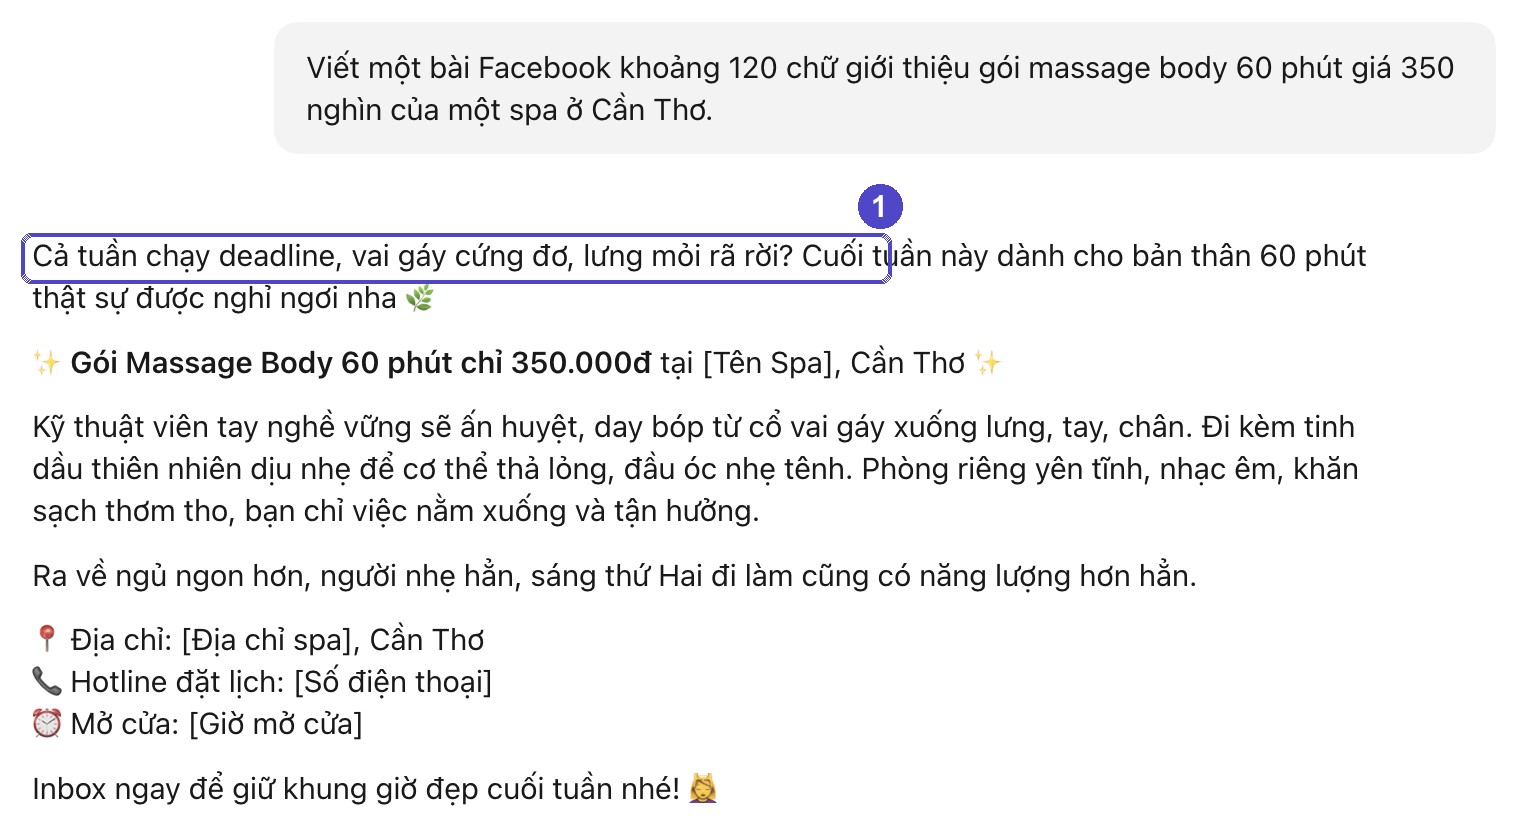 Viết một bài Facebook khoảng 120 chữ giới thiệu gói massage body 60 phút giá 350
nghìn của một spa ở Cần Thơ.
1
Cả tuần chạy deadline, vai gáy cứng đơ, lưng mỏi rã rời? Cuối tuần này dành cho bản thân 60 phút
thật sự được nghỉ ngơi nha 🌿
✨ Gói Massage Body 60 phút chỉ 350.000đ tại [Tên Spa], Cần Thơ ✨
Kỹ thuật viên tay nghề vững sẽ ấn huyệt, day bóp từ cổ vai gáy xuống lưng, tay, chân. Đi kèm tinh
dầu thiên nhiên dịu nhẹ để cơ thể thả lỏng, đầu óc nhẹ tênh. Phòng riêng yên tĩnh, nhạc êm, khăn
sạch thơm tho, bạn chỉ việc nằm xuống và tận hưởng.
Ra về ngủ ngon hơn, người nhẹ hẳn, sáng thứ Hai đi làm cũng có năng lượng hơn hẳn.
📍 Địa chỉ: [Địa chỉ spa], Cần Thơ
📞 Hotline đặt lịch: [Số điện thoại]
⏰ Mở cửa: [Giờ mở cửa]
Inbox ngay để giữ khung giờ đẹp cuối tuần nhé! 💆‍♀️